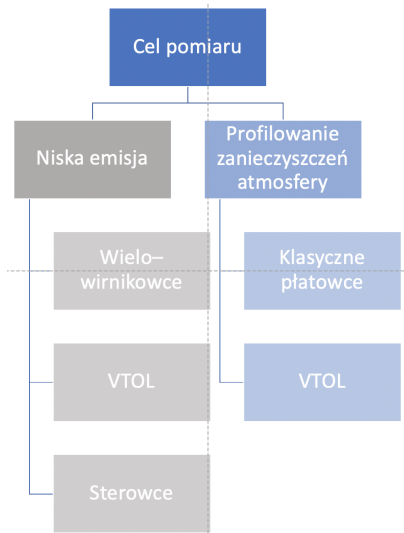 Cel pomiaru
Niska emisja
Profilowanie
zanieczyszczeń
atmosfery
Wielo–
wirnikowce
VTOL
Sterowce
Klasyczne
płatowce
VTOL